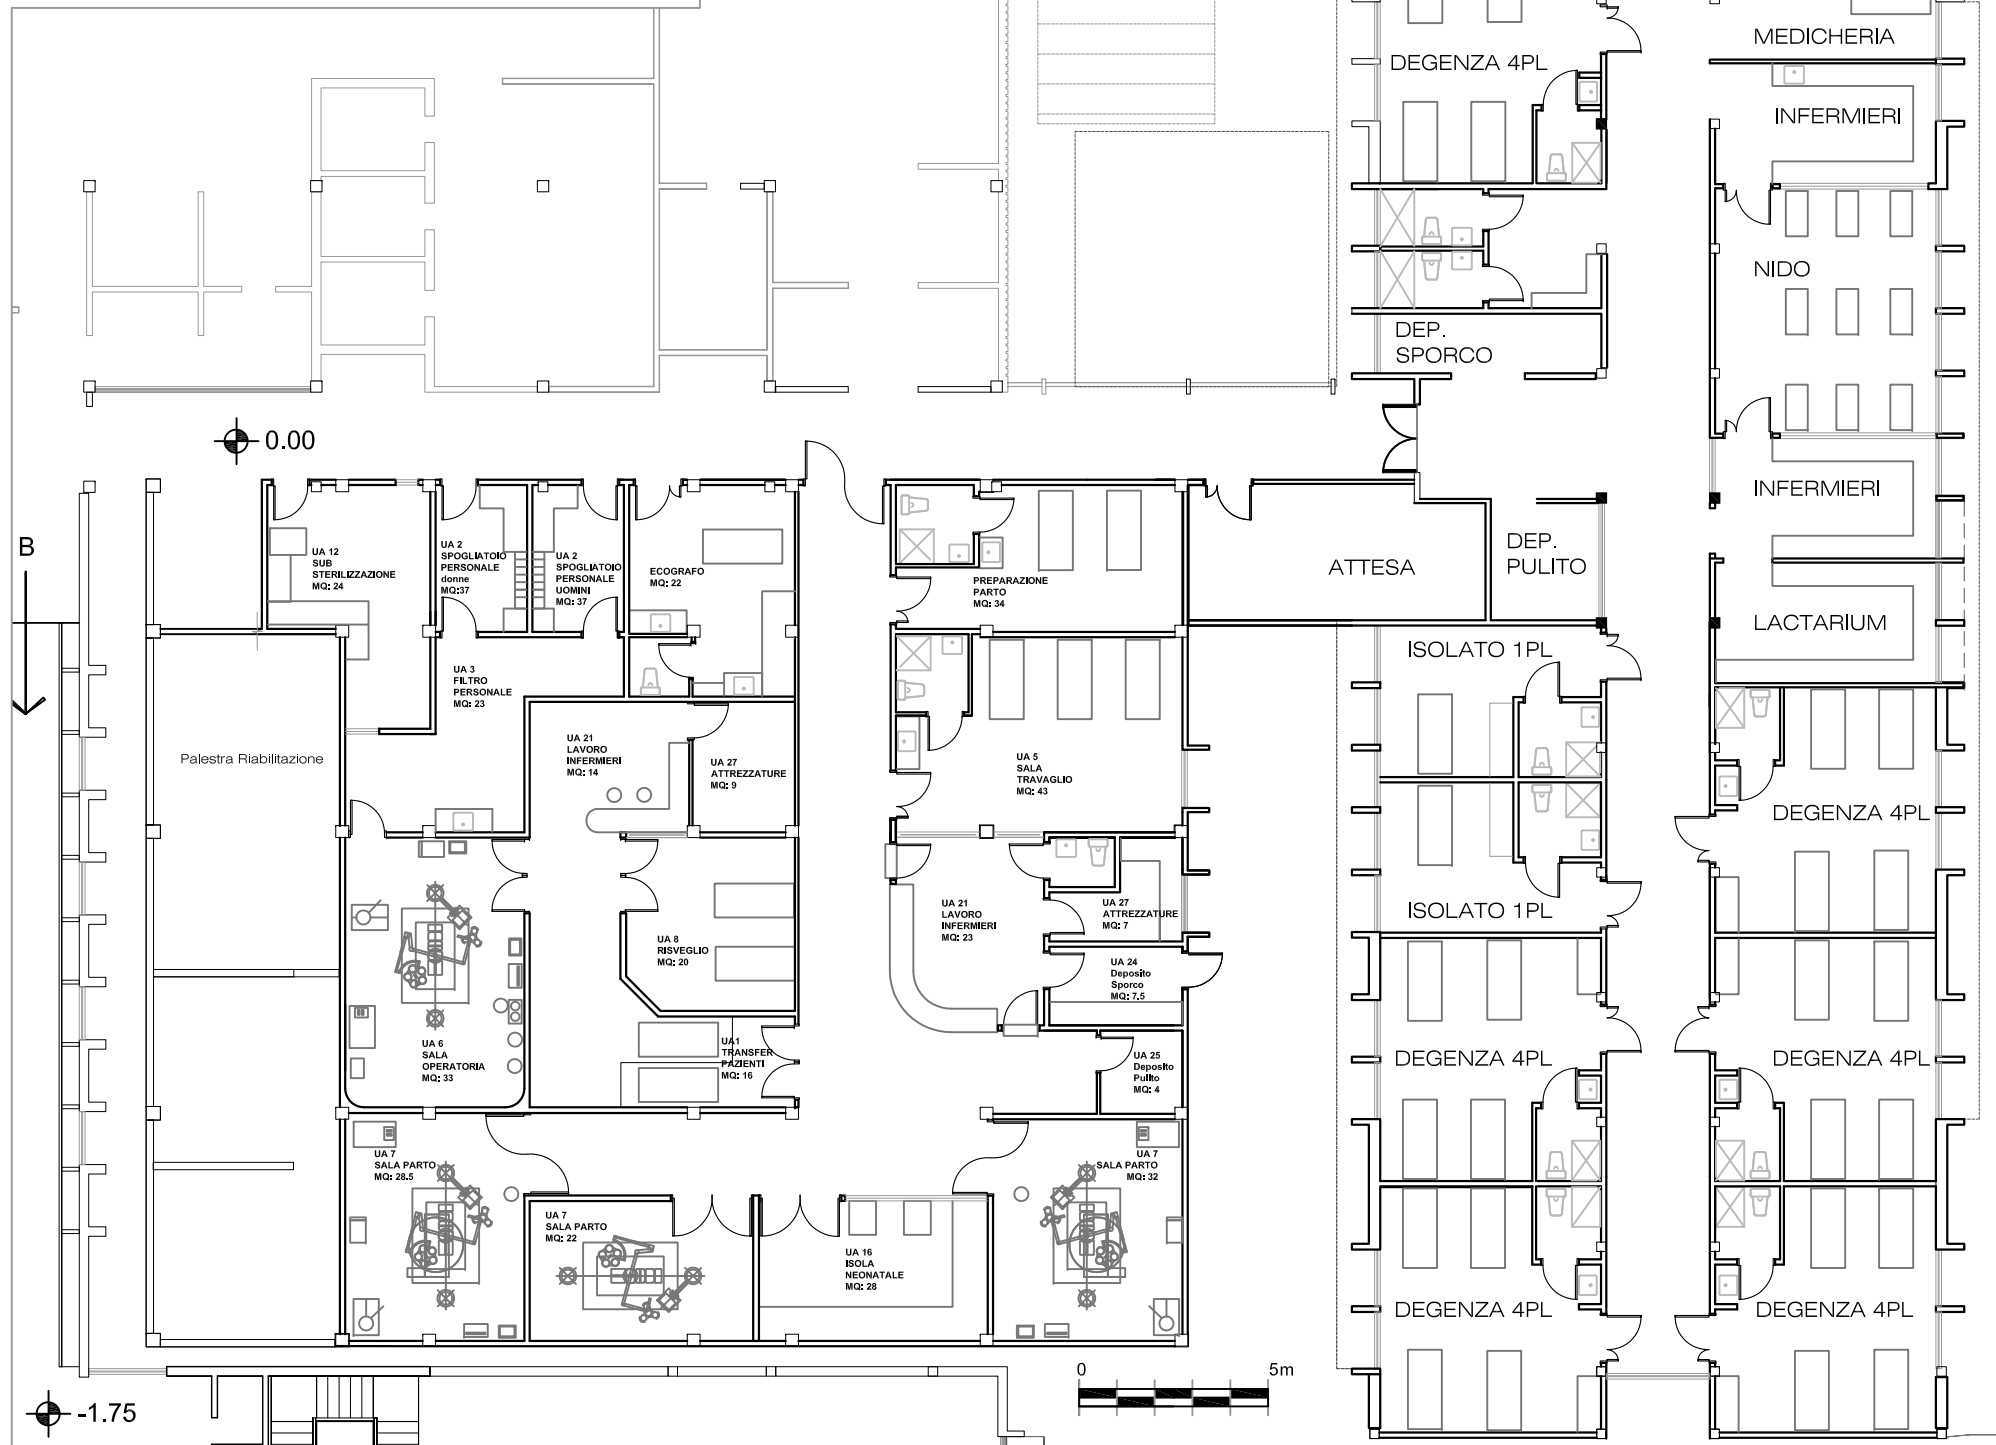 MEDICHERIA
DEGENZA 4PL
INFERMIERI
NIDO
DEP.
SPORCO
0.00
INFERMIERI
B
UA 12
SUB
STERILIZZAZIONE
MQ: 24
UA 2
SPOGLIATOIO
PERSONALE
donne
MQ:37
UA 2
SPOGLIATOIO
PERSONALE
UOMINI
MQ: 37
ECOGRAFO
MQ: 22
PREPARAZIONE
PARTO
MQ: 34
ATTESA
DEP.
PULITO
LACTARIUM
ISOLATO 1PL
UA 3
FILTRO
PERSONALE
MQ: 23
Palestra Riabilitazione
UA 21
LAVORO
INFERMIERI
MQ: 14
UA 27
ATTREZZATURE
MQ: 9
UA 5
SALA
TRAVAGLIO
MQ: 43
DEGENZA 4PL
ISOLATO 1PL
UA 8
RISVEGLIO
MQ: 20
UA 21
LAVORO
INFERMIERI
MQ: 23
UA 27
ATTREZZATURE
MQ: 7
UA 24
Deposito
Sporco
MQ: 7.5
UA 6
SALA
OPERATORIA
MQ: 33
UA1
TRANSFER
PAZIENTI
MQ: 16
UA 25
Deposito
Pulito
MQ: 4
DEGENZA 4PL
DEGENZA 4PL
UA 7
SALA PARTO
MQ: 28.5
UA 7
SALA PARTO
MQ: 32
UA 7
SALA PARTO
MQ: 22
UA 16
ISOLA
NEONATALE
MQ: 28
DEGENZA 4PL
DEGENZA 4PL
0
5m
-1.75